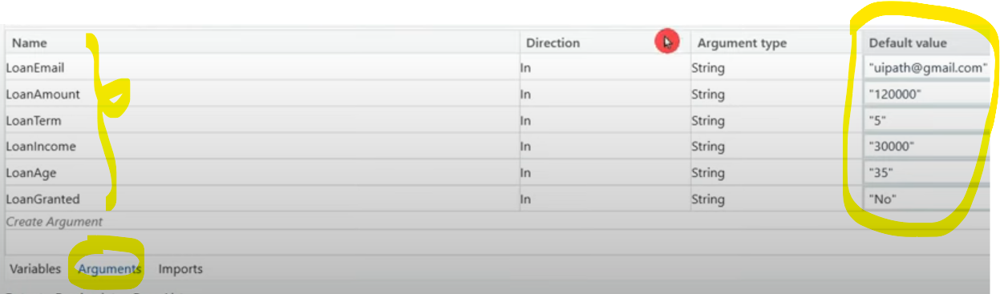 Name Direction Argument type Default value
LoanEmail In String "uipath@gmail.com"
LoanAmount In String "120000"
LoanTerm In String "5"
LoanIncome In String "30000"
LoanAge In String "35"
LoanGranted In String "No"
Create Argument
Variables Arguments Imports